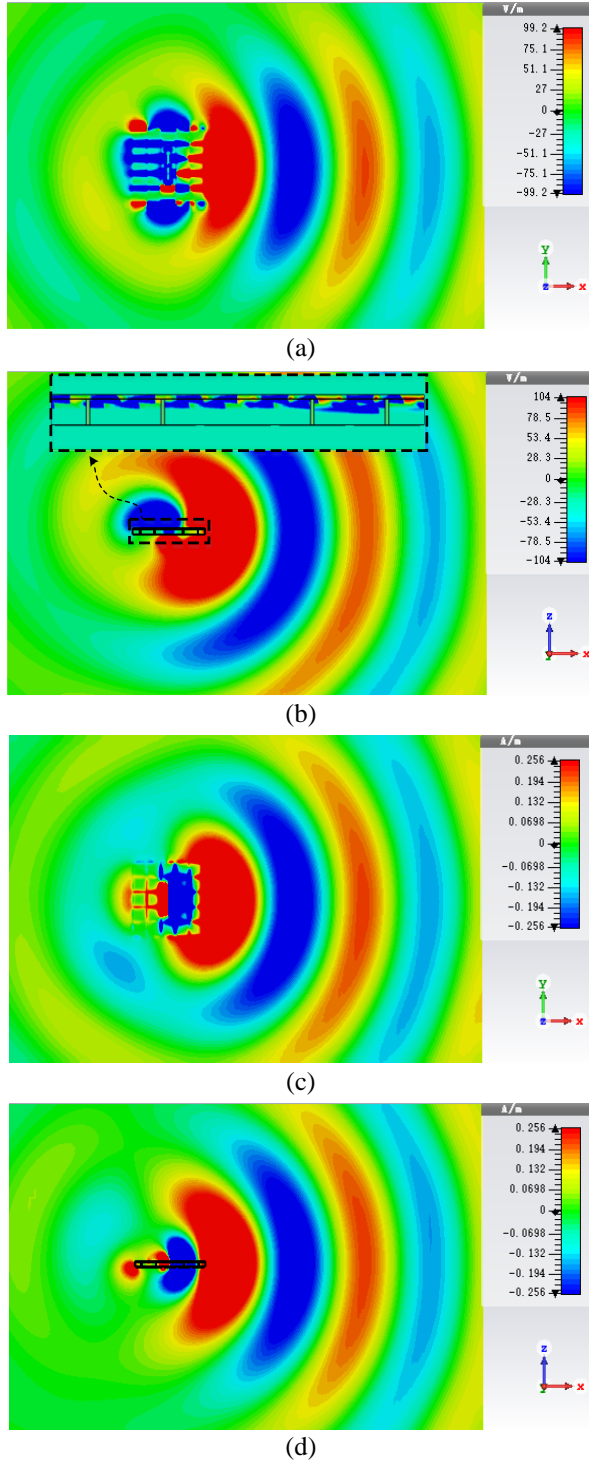 V/m
99.2
75.1
51.1
27
0
-27
-51.1
-75.1
-99.2
Y
z x
(a)
V/m
104
78.5
53.4
28.3
0
-28.3
-53.4
-78.5
-104
z
x
(b)
A/m
0.256
0.194
0.132
0.0698
0
-0.0698
-0.132
-0.194
-0.256
Y
z x
(c)
A/m
0.256
0.194
0.132
0.0698
0
-0.0698
-0.132
-0.194
-0.256
z
x
(d)